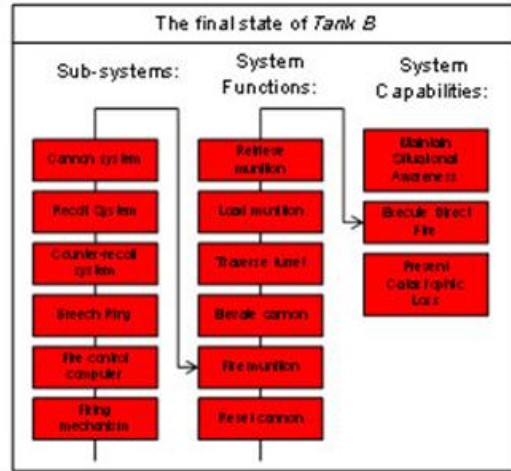 The final state of Tank B
Sub-systems:
System
Functions:
System
Capabilities:
Cannon system
Recoil System
Counter-recoil
system
Breech Ring
Fire control
computer
Firing
mechanism
Retrieve
munition
Load munition
Traverse turret
Elevate cannon
Fire munition
Reset cannon
Maintain
Situational
Awareness
Execute Direct
Fire
Prevent
Catastrophic
Loss